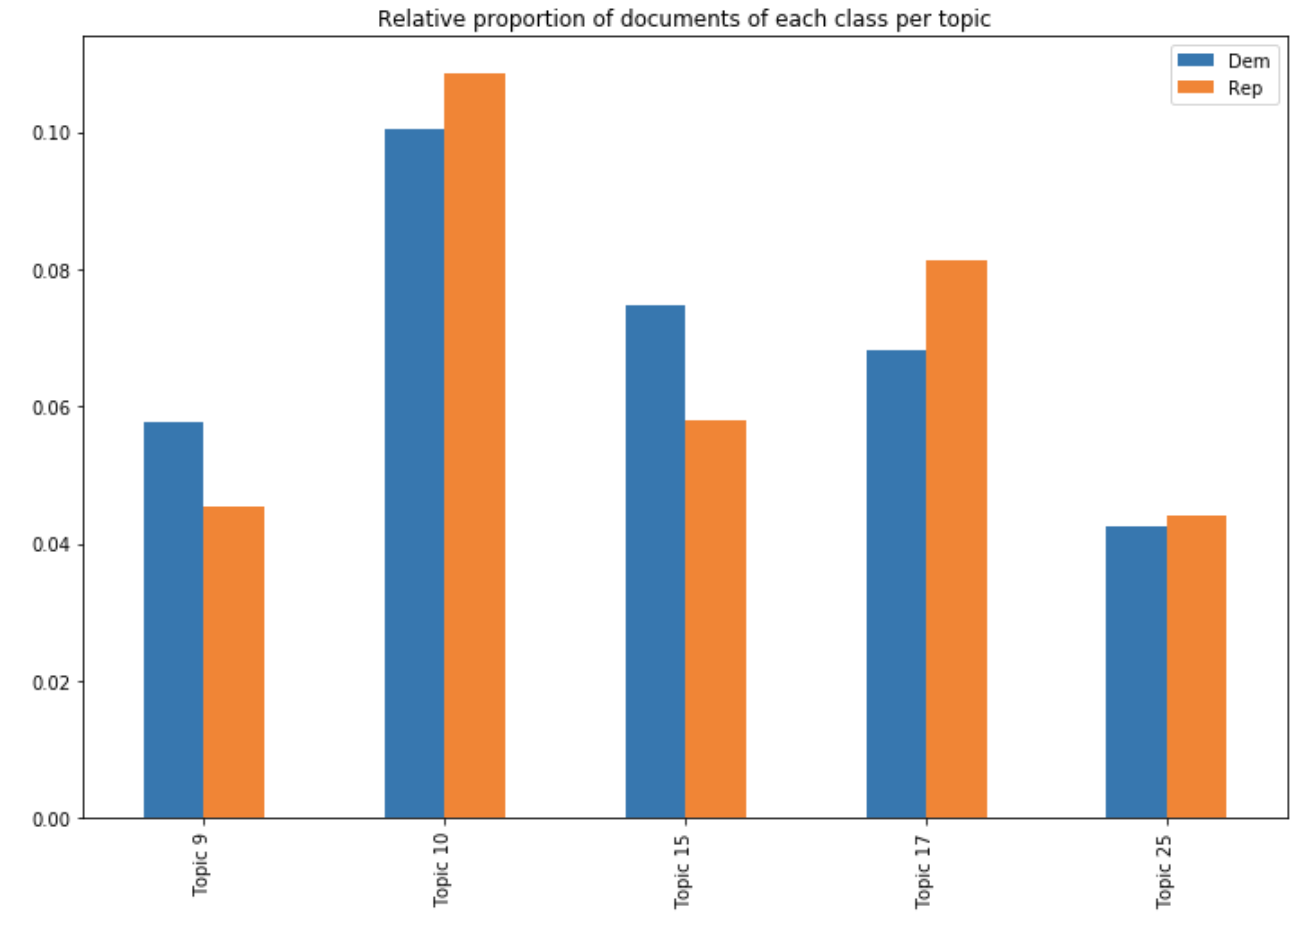 Relative proportion of documents of each class per topic
Dem
Rep
0.10
0.08
0.06
0.04
0.02
0.00
Topic 9
Topic 10
Topic 15
Topic 17
Topic 25